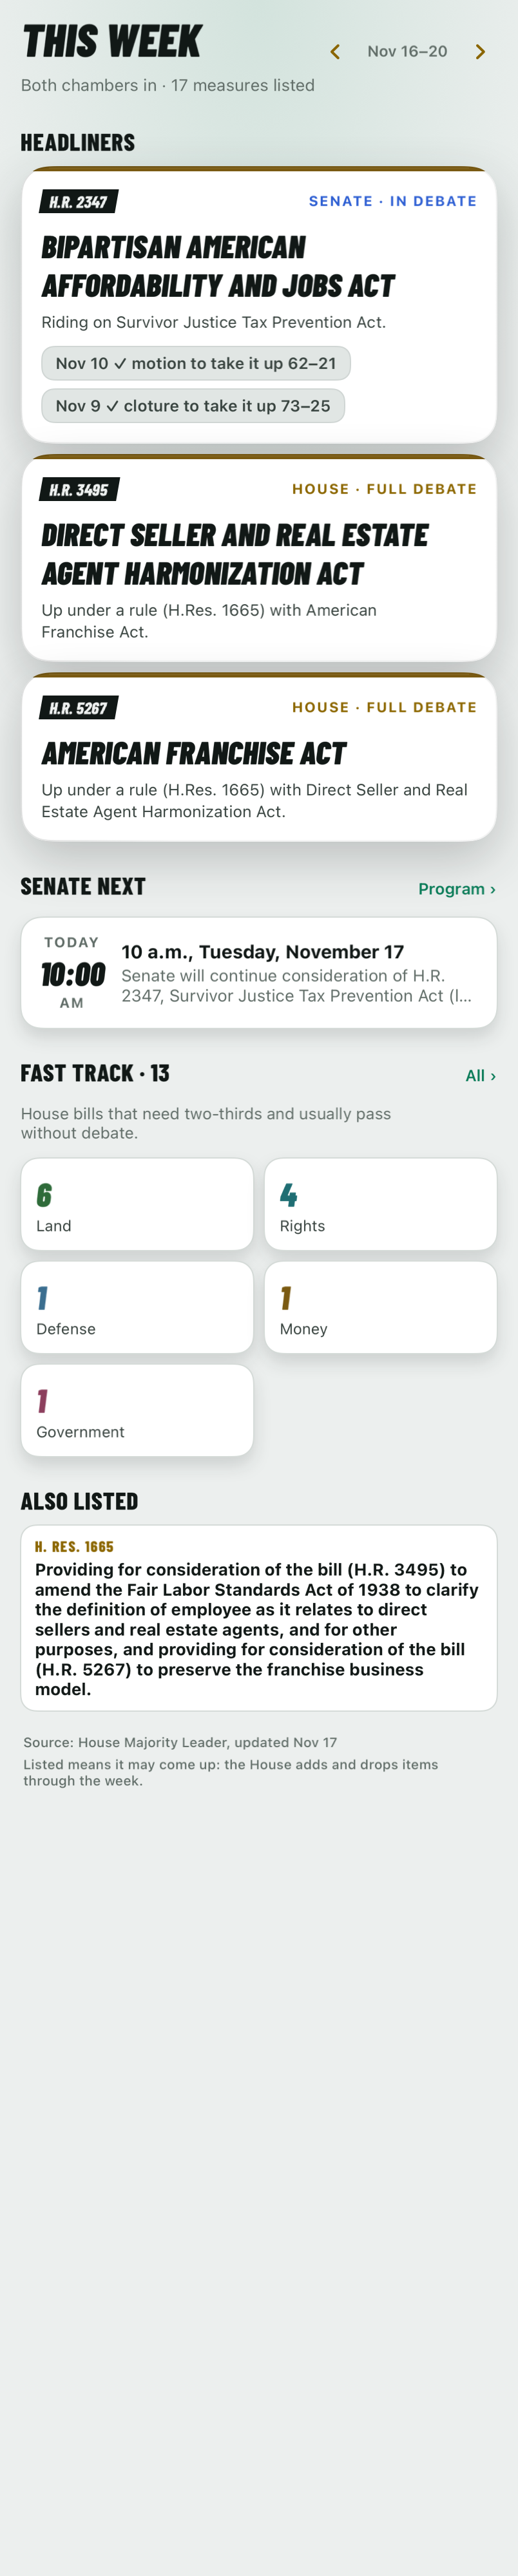 THIS WEEK
Nov 16–20
Both chambers in · 17 measures listed
HEADLINERS
H.R. 2347
SENATE · IN DEBATE
BIPARTISAN AMERICAN
AFFORDABILITY AND JOBS ACT
Riding on Survivor Justice Tax Prevention Act.
Nov 10 ✓ motion to take it up 62–21
Nov 9 ✓ cloture to take it up 73–25
H.R. 3495
HOUSE · FULL DEBATE
DIRECT SELLER AND REAL ESTATE
AGENT HARMONIZATION ACT
Up under a rule (H.Res. 1665) with American
Franchise Act.
H.R. 5267
HOUSE · FULL DEBATE
AMERICAN FRANCHISE ACT
Up under a rule (H.Res. 1665) with Direct Seller and Real
Estate Agent Harmonization Act.
SENATE NEXT
Program ›
TODAY
10:00
AM
10 a.m., Tuesday, November 17
Senate will continue consideration of H.R.
2347, Survivor Justice Tax Prevention Act (l...
FAST TRACK · 13
All ›
House bills that need two-thirds and usually pass
without debate.
6
Land
4
Rights
1
Defense
1
Money
1
Government
ALSO LISTED
H. RES. 1665
Providing for consideration of the bill (H.R. 3495) to
amend the Fair Labor Standards Act of 1938 to clarify
the definition of employee as it relates to direct
sellers and real estate agents, and for other
purposes, and providing for consideration of the bill
(H.R. 5267) to preserve the franchise business
model.
Source: House Majority Leader, updated Nov 17
Listed means it may come up: the House adds and drops items
through the week.